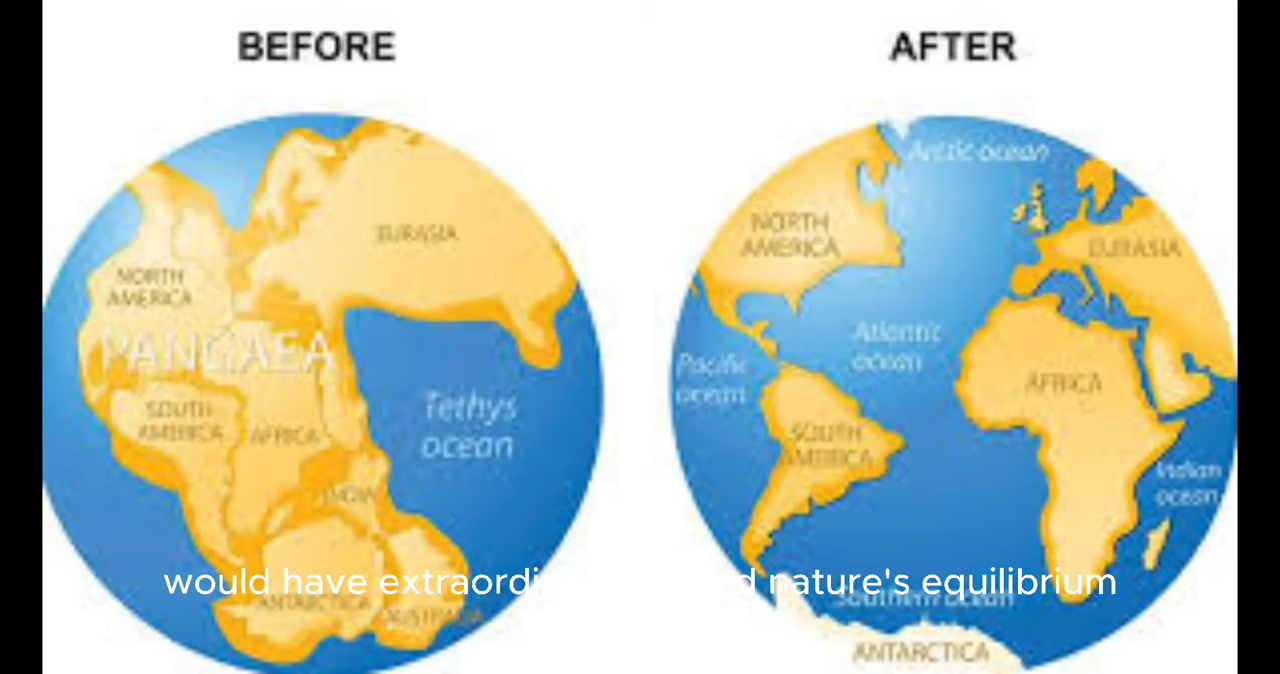 BEFORE
EURASIA
NORTH
AMERICA
PANGAEA
SOUTH
AMERICA
AFRICA
INDIA
Tethys
ocean
ANTARCTICA
AUSTRALIA
AFTER
Arctic ocean
NORTH
AMERICA
EURASIA
Atlantic
ocean
Pacific
ocean
AFRICA
SOUTH
AMERICA
Indian
ocean
Southern ocean
ANTARCTICA
would have nature's equilibrium